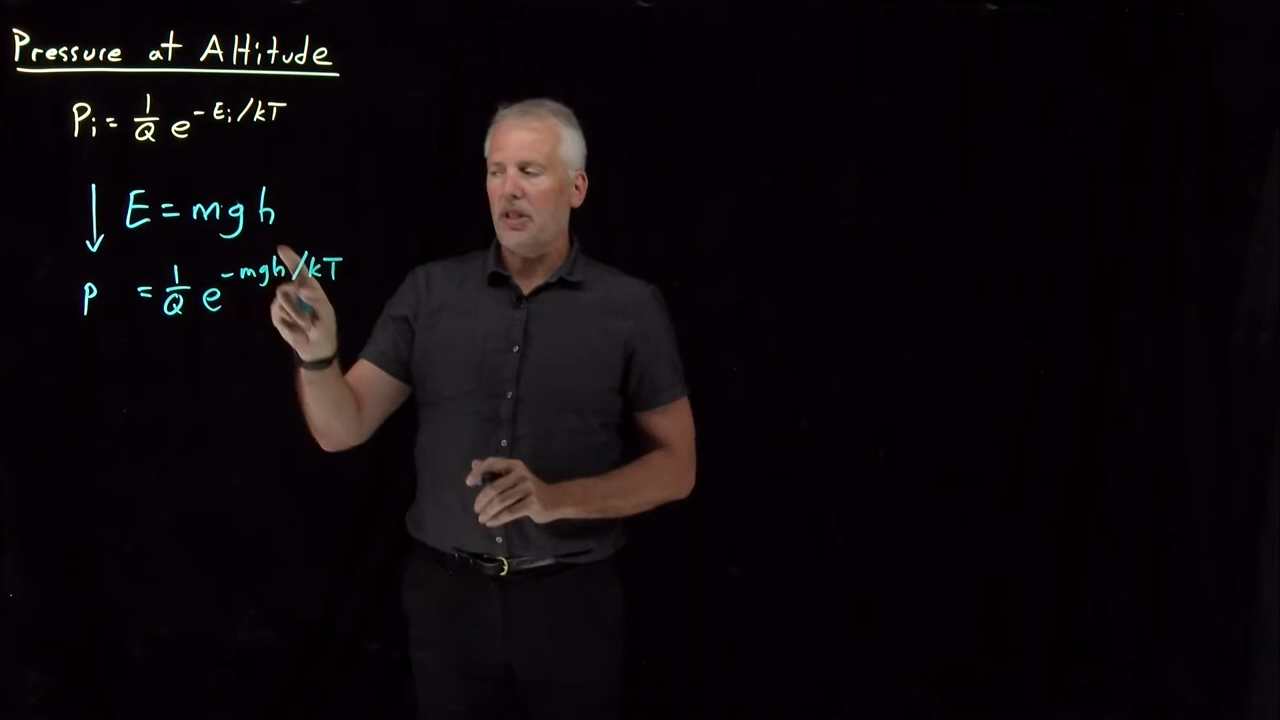 Pressure at Altitude
Pᵢ = 1/Q e^(-Eᵢ/kT)
↓ E = mgh
P = 1/Q e^(-mgh/kT)